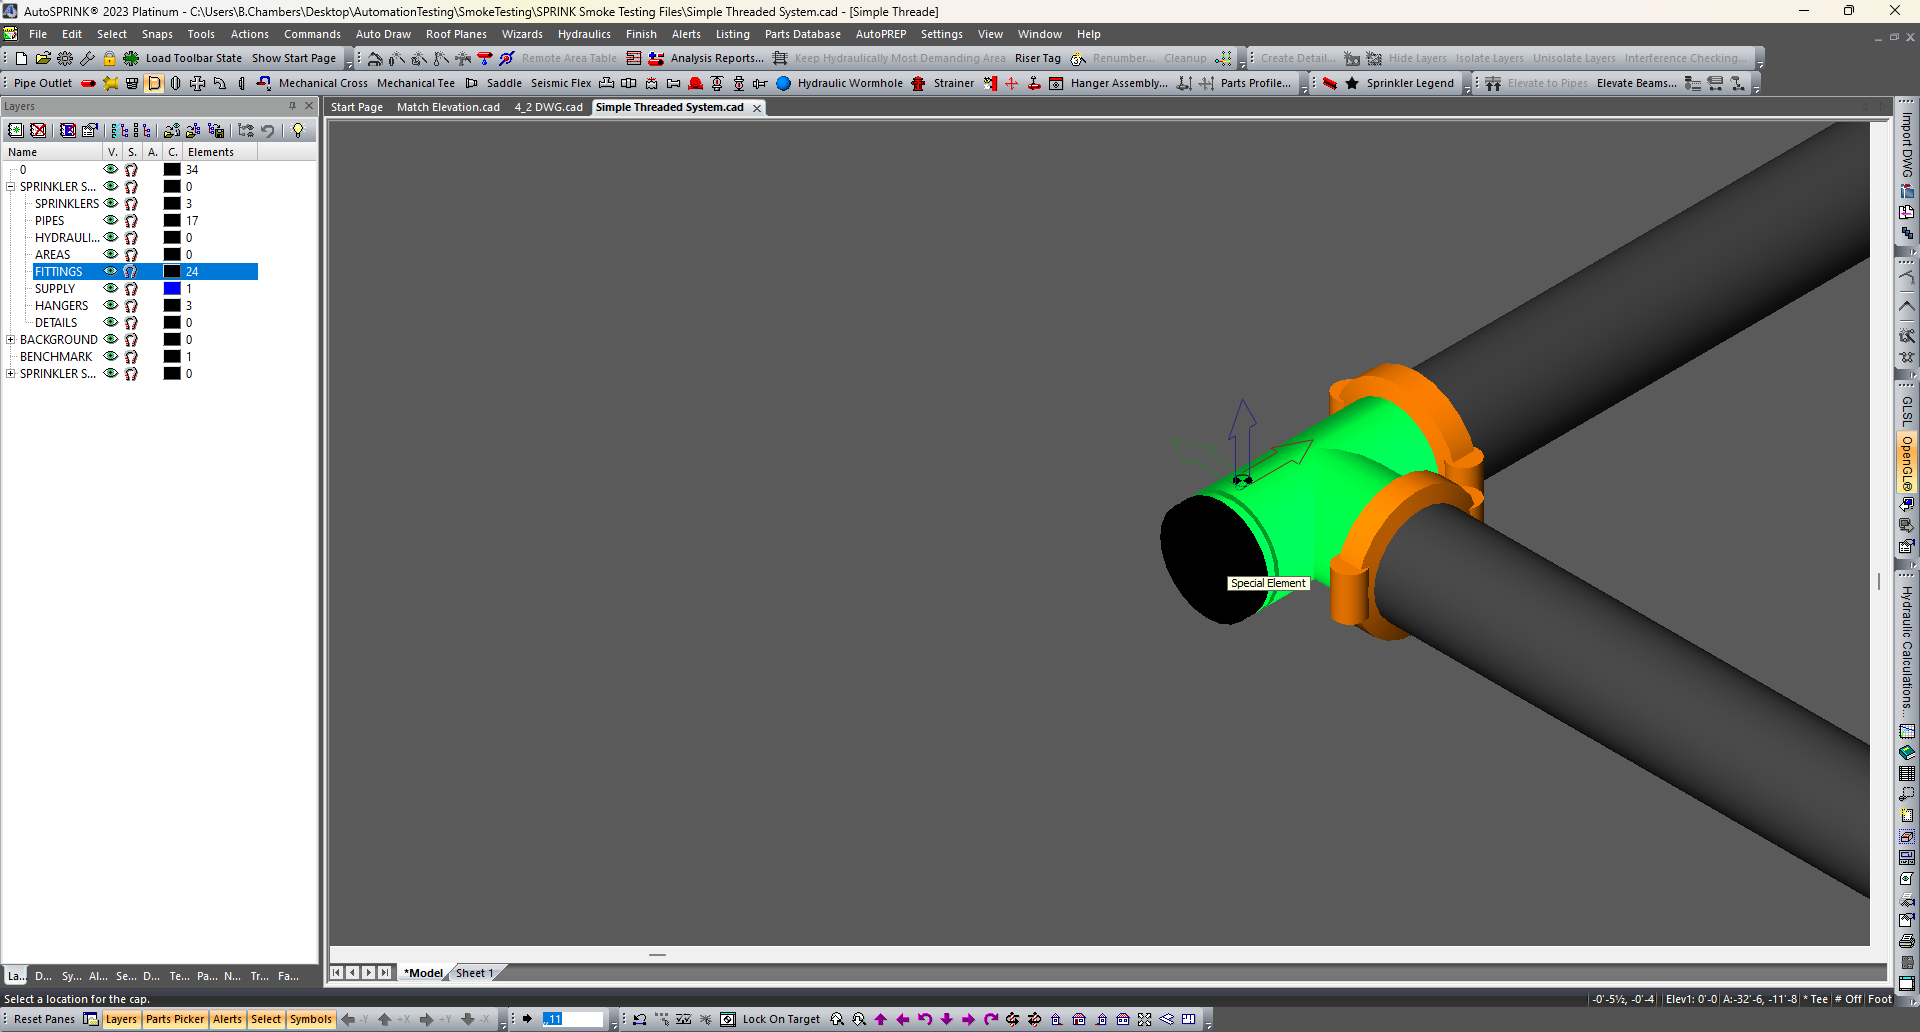 AutoSPRINK® 2023 Platinum - C:\Users\B.Chambers\Desktop\AutomationTesting\SmokeTesting\SPRINK Smoke Testing Files\Simple Threaded System.cad - [Simple Threade]
File Edit Select Snaps Tools Actions Commands Auto Draw Roof Planes Wizards Hydraulics Finish Alerts Listing Parts Database AutoPREP Settings View Window Help
Load Toolbar State Show Start Page Remote Area Table Analysis Reports... Keep Hydraulically Most Demanding Area Riser Tag Renumber... Cleanup Create Detail... Hide Layers Isolate Layers Unisolate Layers Interference Checking...
Pipe Outlet Mechanical Cross Mechanical Tee Saddle Seismic Flex Hydraulic Wormhole Strainer Hanger Assembly... Parts Profile... Sprinkler Legend Elevate to Pipes Elevate Beams...
Layers
Start Page Match Elevation.cad 4_2 DWG.cad Simple Threaded System.cad
Name V. S. A. C. Elements
0 34
SPRINKLER S... 0
SPRINKLERS 3
PIPES 17
HYDRAULI... 0
AREAS 0
FITTINGS 24
SUPPLY 1
HANGERS 3
DETAILS 0
BACKGROUND 0
BENCHMARK 1
SPRINKLER S... 0
Special Element
Import DWG
GLSL
OpenGL®
Hydraulic Calculations...
La... D... Sy... Al... Se... D... Te... Pa... N... Tr... Fa...
*Model Sheet 1
Select a location for the cap.
-0'-5½, -0'-4 Elev1: 0'-0 A:-32'-6, -11'-8 * Tee # Off Foot
Reset Panes Layers Parts Picker Alerts Select Symbols -Y +X +Y -X ,11 Lock On Target